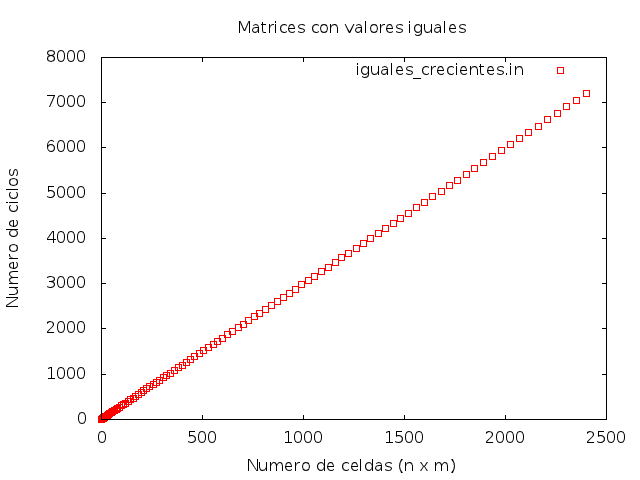 Matrices con valores iguales
iguales_crecientes.in
Numero de ciclos
8000
7000
6000
5000
4000
3000
2000
1000
0
0 500 1000 1500 2000 2500
Numero de celdas (n x m)